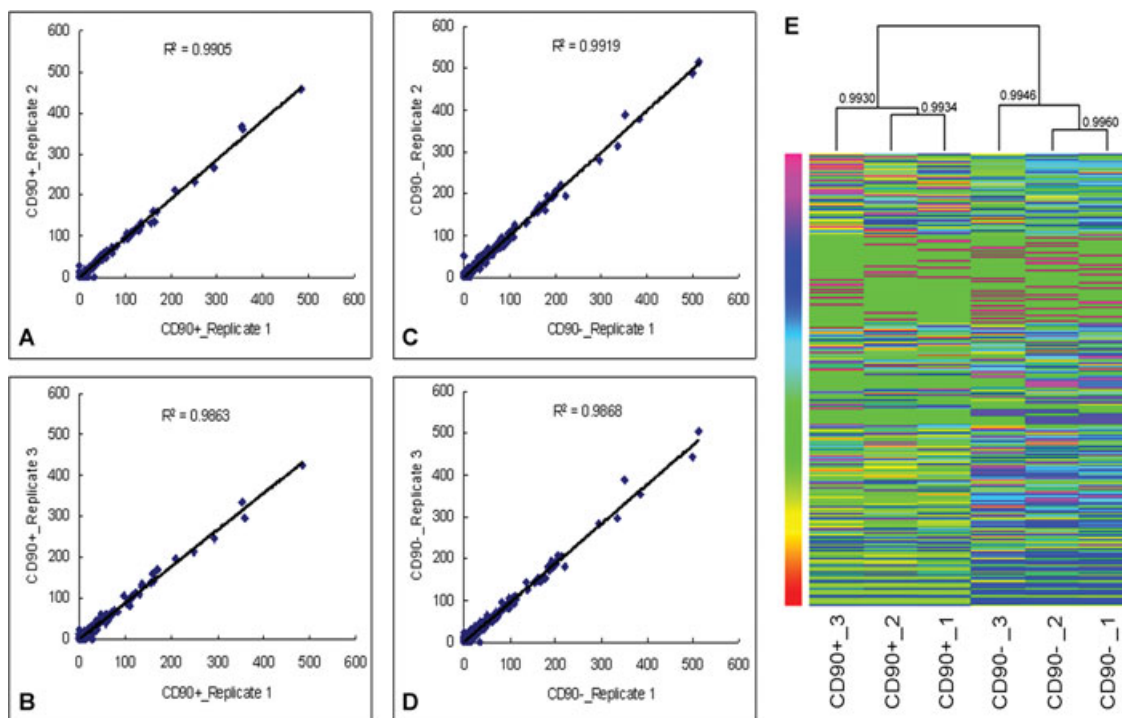 R² = 0.9905
CD90+_Replicate 2
600
500
400
300
200
100
0
0 100 200 300 400 500 600
CD90+_Replicate 1
A
R² = 0.9919
CD90-_Replicate 2
600
500
400
300
200
100
0
0 100 200 300 400 500 600
CD90-_Replicate 1
C
R² = 0.9863
CD90+_Replicate 3
600
500
400
300
200
100
0
0 100 200 300 400 500 600
CD90+_Replicate 1
B
R² = 0.9868
CD90-_Replicate 3
600
500
400
300
200
100
0
0 100 200 300 400 500 600
CD90-_Replicate 1
D
E
0.9930
0.9934
0.9946
0.9960
CD90+_3
CD90+_2
CD90+_1
CD90-_3
CD90-_2
CD90-_1